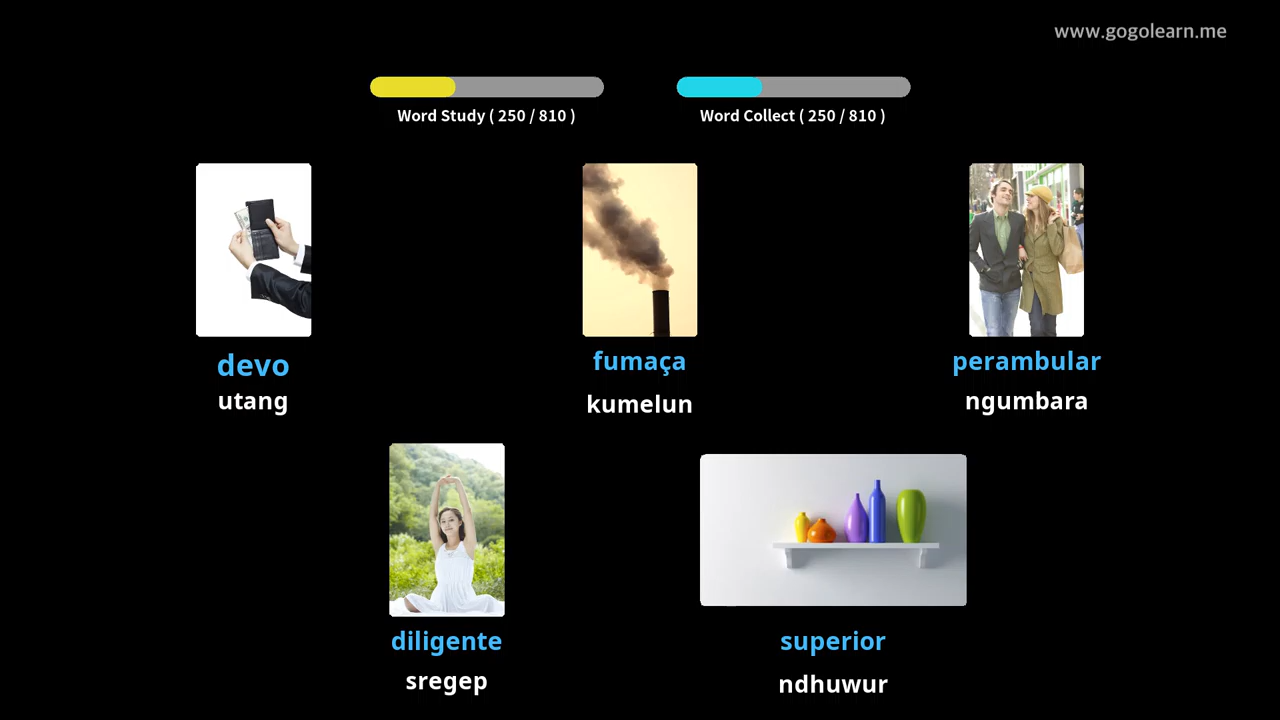 www.gogolearn.me
Word Study ( 250 / 810 )
Word Collect ( 250 / 810 )
devo
utang
fumaça
kumelun
perambular
ngumbara
diligente
sregep
superior
ndhuwur